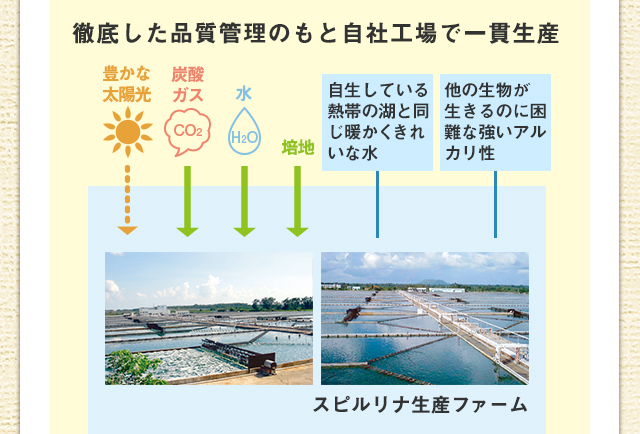 徹底した品質管理のもと自社工場で一貫生産
豊かな
太陽光
炭酸
ガス
CO2
水
H2O
培地
自生している
熱帯の湖と同
じ暖かくきれ
いな水
他の生物が
生きるのに困
難な強いアル
カリ性
スピルリナ生産ファーム